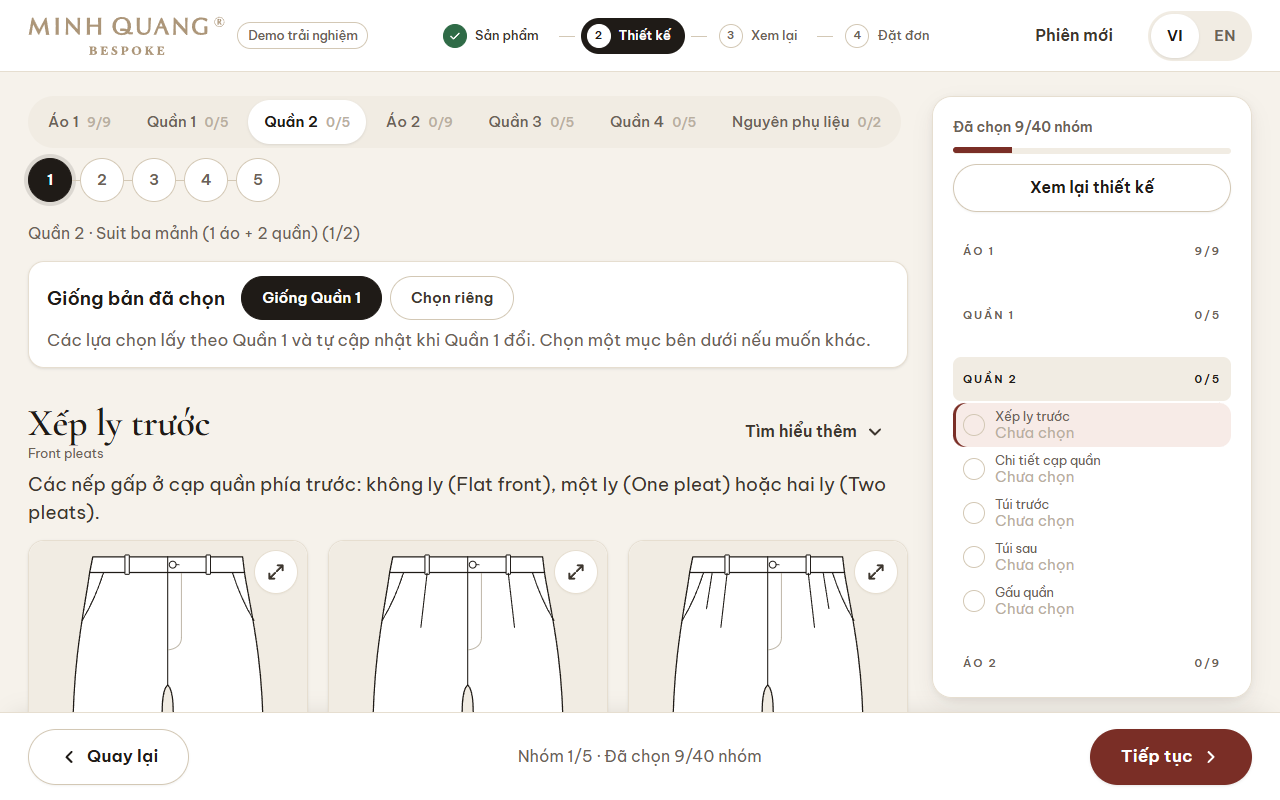 MINH QUANG®
BESPOKE
Demo trải nghiệm
Sản phẩm
2 Thiết kế
3 Xem lại
4 Đặt đơn
Phiên mới
VI EN
Áo 1 9/9
Quần 1 0/5
Quần 2 0/5
Áo 2 0/9
Quần 3 0/5
Quần 4 0/5
Nguyên phụ liệu 0/2
1 2 3 4 5
Quần 2 · Suit ba mảnh (1 áo + 2 quần) (1/2)
Giống bản đã chọn
Giống Quần 1
Chọn riêng
Các lựa chọn lấy theo Quần 1 và tự cập nhật khi Quần 1 đổi. Chọn một mục bên dưới nếu muốn khác.
Xếp ly trước
Front pleats
Tìm hiểu thêm
Các nếp gấp ở cạp quần phía trước: không ly (Flat front), một ly (One pleat) hoặc hai ly (Two
pleats).
Đã chọn 9/40 nhóm
Xem lại thiết kế
ÁO 1 9/9
QUẦN 1 0/5
QUẦN 2 0/5
Xếp ly trước
Chưa chọn
Chi tiết cạp quần
Chưa chọn
Túi trước
Chưa chọn
Túi sau
Chưa chọn
Gấu quần
Chưa chọn
ÁO 2 0/9
Quay lại
Nhóm 1/5 · Đã chọn 9/40 nhóm
Tiếp tục